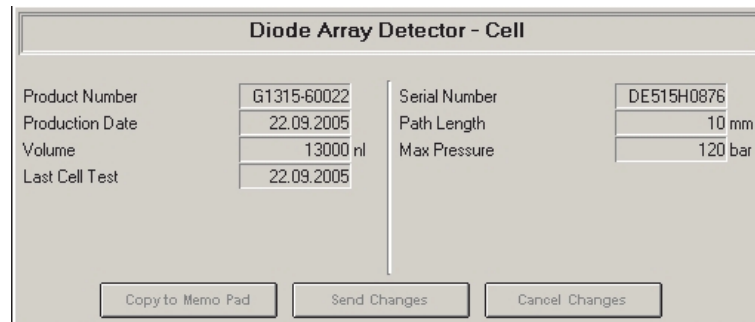 Diode Array Detector - Cell
Product Number G1315-60022
Production Date 22.09.2005
Volume 13000 nl
Last Cell Test 22.09.2005
Serial Number DE515H0876
Path Length 10 mm
Max Pressure 120 bar
Copy to Memo Pad Send Changes Cancel Changes